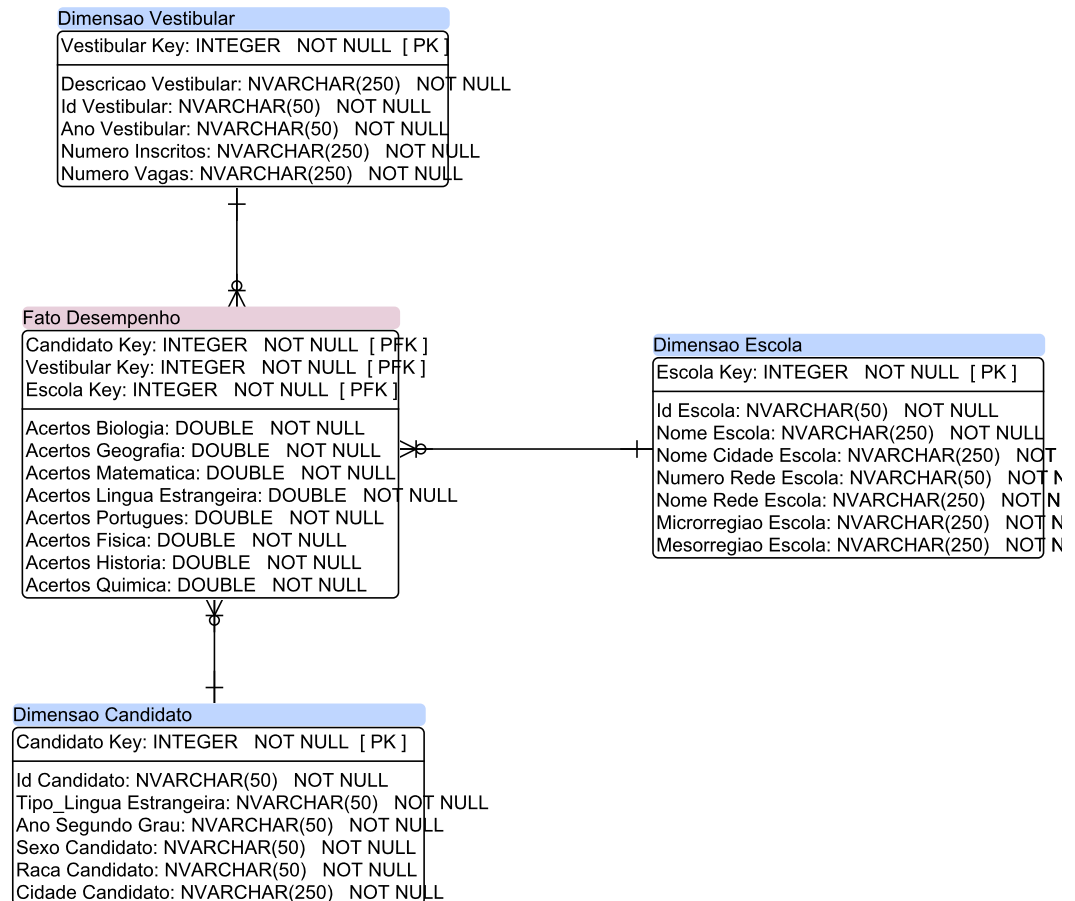 Dimensao Vestibular
Vestibular Key: INTEGER NOT NULL [ PK ]
Descricao Vestibular: NVARCHAR(250) NOT NULL
Id Vestibular: NVARCHAR(50) NOT NULL
Ano Vestibular: NVARCHAR(50) NOT NULL
Numero Inscritos: NVARCHAR(250) NOT NULL
Numero Vagas: NVARCHAR(250) NOT NULL
Fato Desempenho
Candidato Key: INTEGER NOT NULL [ PFK ]
Vestibular Key: INTEGER NOT NULL [ PFK ]
Escola Key: INTEGER NOT NULL [ PFK ]
Acertos Biologia: DOUBLE NOT NULL
Acertos Geografia: DOUBLE NOT NULL
Acertos Matematica: DOUBLE NOT NULL
Acertos Lingua Estrangeira: DOUBLE NOT NULL
Acertos Portugues: DOUBLE NOT NULL
Acertos Fisica: DOUBLE NOT NULL
Acertos Historia: DOUBLE NOT NULL
Acertos Quimica: DOUBLE NOT NULL
Dimensao Escola
Escola Key: INTEGER NOT NULL [ PK ]
Id Escola: NVARCHAR(50) NOT NULL
Nome Escola: NVARCHAR(250) NOT NULL
Nome Cidade Escola: NVARCHAR(250) NOT
Numero Rede Escola: NVARCHAR(50) NOT N
Nome Rede Escola: NVARCHAR(250) NOT N
Microrregiao Escola: NVARCHAR(250) NOT N
Mesorregiao Escola: NVARCHAR(250) NOT N
Dimensao Candidato
Candidato Key: INTEGER NOT NULL [ PK ]
Id Candidato: NVARCHAR(50) NOT NULL
Tipo_Lingua Estrangeira: NVARCHAR(50) NOT NULL
Ano Segundo Grau: NVARCHAR(50) NOT NULL
Sexo Candidato: NVARCHAR(50) NOT NULL
Raca Candidato: NVARCHAR(50) NOT NULL
Cidade Candidato: NVARCHAR(250) NOT NULL